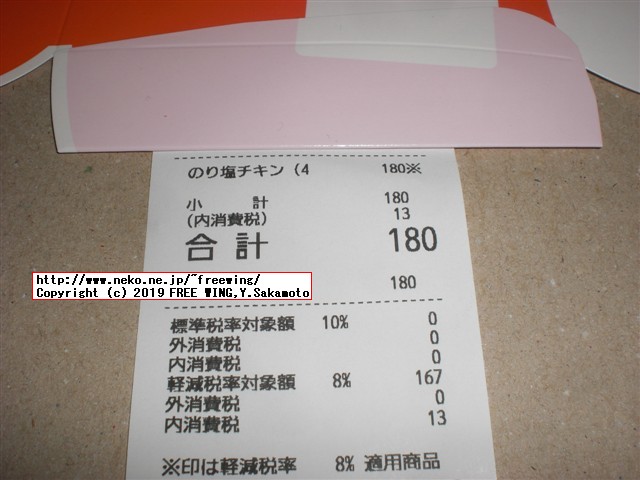 のり塩チキン (4 180※
小 計 180
(内消費税) 13
合計 180
180
http://www.neko.ne.jp/~freewing/
Copyright (c) 2019 FREE WING,Y.Sakamoto
標準税率対象額 10% 0
外消費税 0
内消費税 0
軽減税率対象額 8% 167
外消費税 0
内消費税 13
※印は軽減税率 8% 適用商品